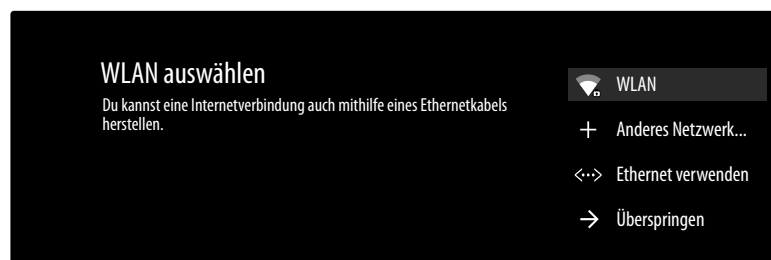 WLAN auswählen
Du kannst eine Internetverbindung auch mithilfe eines Ethernetkabels
herstellen.
WLAN
Anderes Netzwerk...
Ethernet verwenden
Überspringen